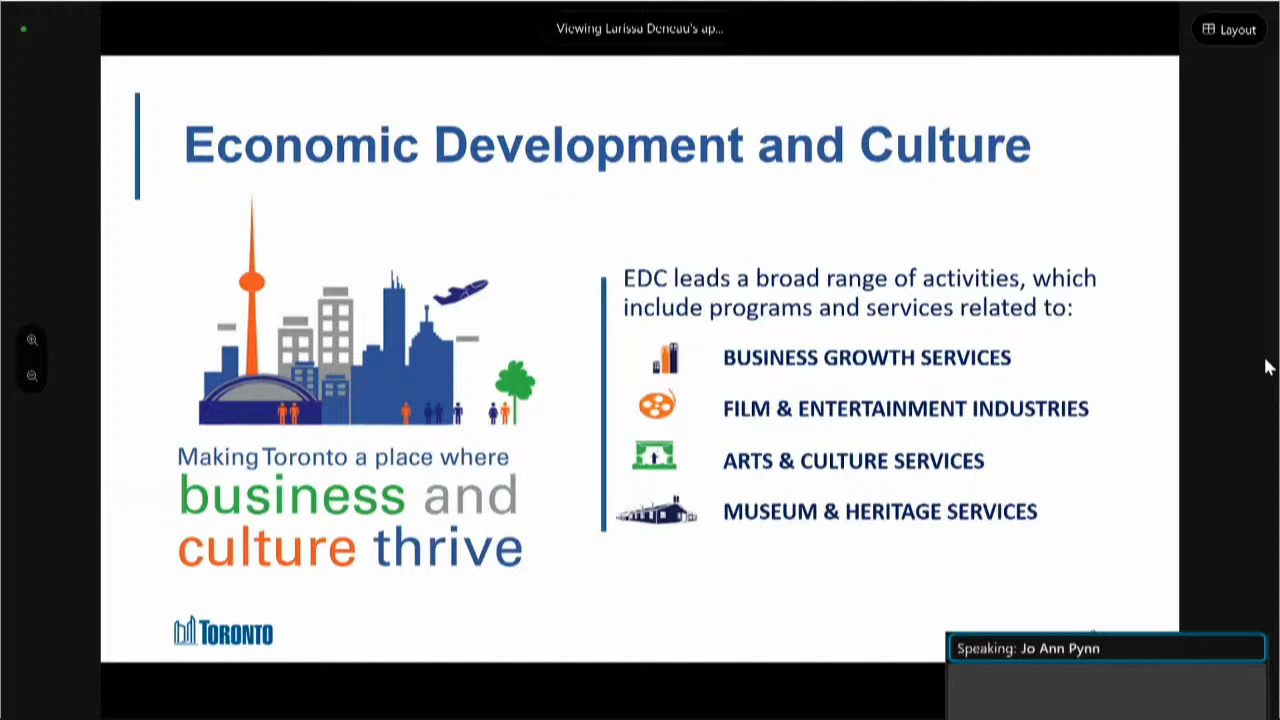 Viewing Larissa Deneau's ap...
Layout
Economic Development and Culture
EDC leads a broad range of activities, which
include programs and services related to:
BUSINESS GROWTH SERVICES
FILM & ENTERTAINMENT INDUSTRIES
ARTS & CULTURE SERVICES
MUSEUM & HERITAGE SERVICES
Making Toronto a place where
business and
culture thrive
TORONTO
Speaking: Jo Ann Pynn